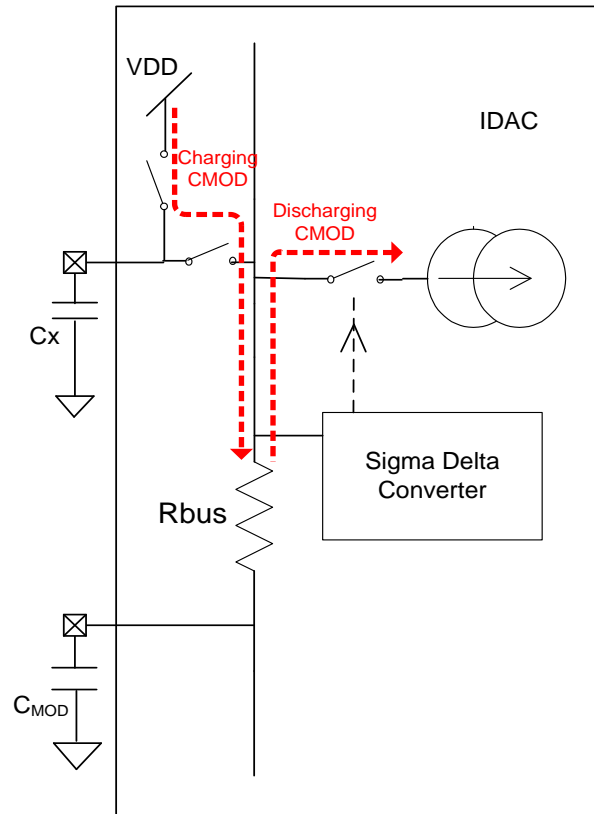 VDD
IDAC
Charging
CMOD
Discharging
CMOD
Cx
Sigma Delta
Converter
Rbus
CMOD